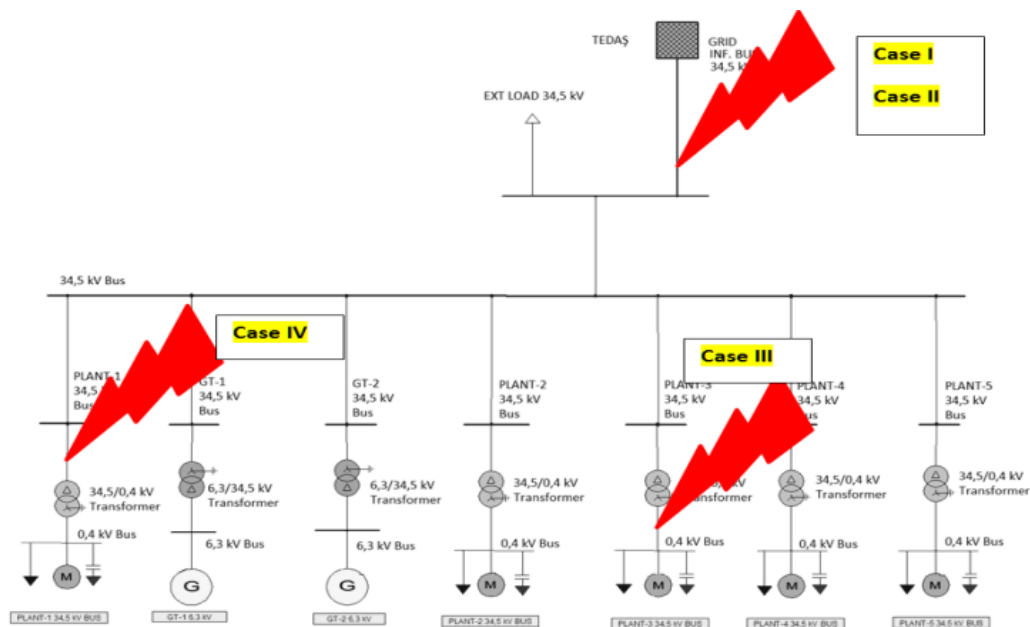 TEDAŞ
GRID
INF. BUS
34,5 kV
Case I
Case II
EXT LOAD 34,5 kV
34,5 kV Bus
Case IV
Case III
PLANT-1
34,5
Bus
GT-1
34,5 kV
Bus
GT-2
34,5 kV
Bus
PLANT-2
34,5 kV
Bus
PLANT-3
34,5 kV
Bus
PLANT-4
34,5 kV
Bus
PLANT-5
34,5 kV
Bus
34,5/0,4 kV
Transformer
6,3/34,5 kV
Transformer
6,3/34,5 kV
Transformer
34,5/0,4 kV
Transformer
34,5/0,4 kV
Transformer
34,5/0,4 kV
Transformer
0,4 kV Bus
6,3 kV Bus
6,3 kV Bus
0,4 kV Bus
0,4 kV Bus
0,4 kV Bus
0,4 kV Bus
M
G
G
M
M
M
M
PLANT-1 34,5 kV BUS
GT-1 6,3 kV
GT-2 6,3 kV
PLANT-2 34,5 kV BUS
PLANT-3 34,5 kV BUS
PLANT-4 34,5 kV BUS
PLANT-5 34,5 kV BUS